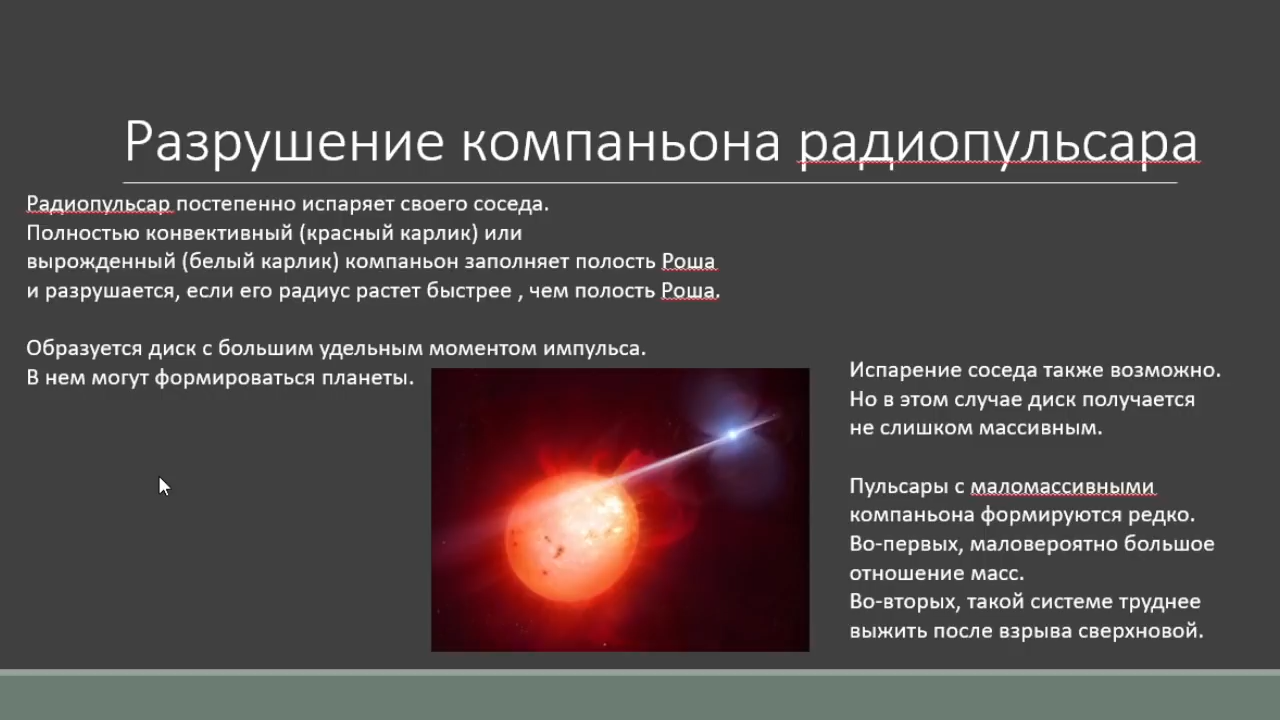 Разрушение компаньона радиопульсара
Радиопульсар постепенно испаряет своего соседа.
Полностью конвективный (красный карлик) или
вырожденный (белый карлик) компаньон заполняет полость Роша
и разрушается, если его радиус растет быстрее , чем полость Роша.
Образуется диск с большим удельным моментом импульса.
В нем могут формироваться планеты.
Испарение соседа также возможно.
Но в этом случае диск получается
не слишком массивным.
Пульсары с маломассивными
компаньона формируются редко.
Во-первых, маловероятно большое
отношение масс.
Во-вторых, такой системе труднее
выжить после взрыва сверхновой.